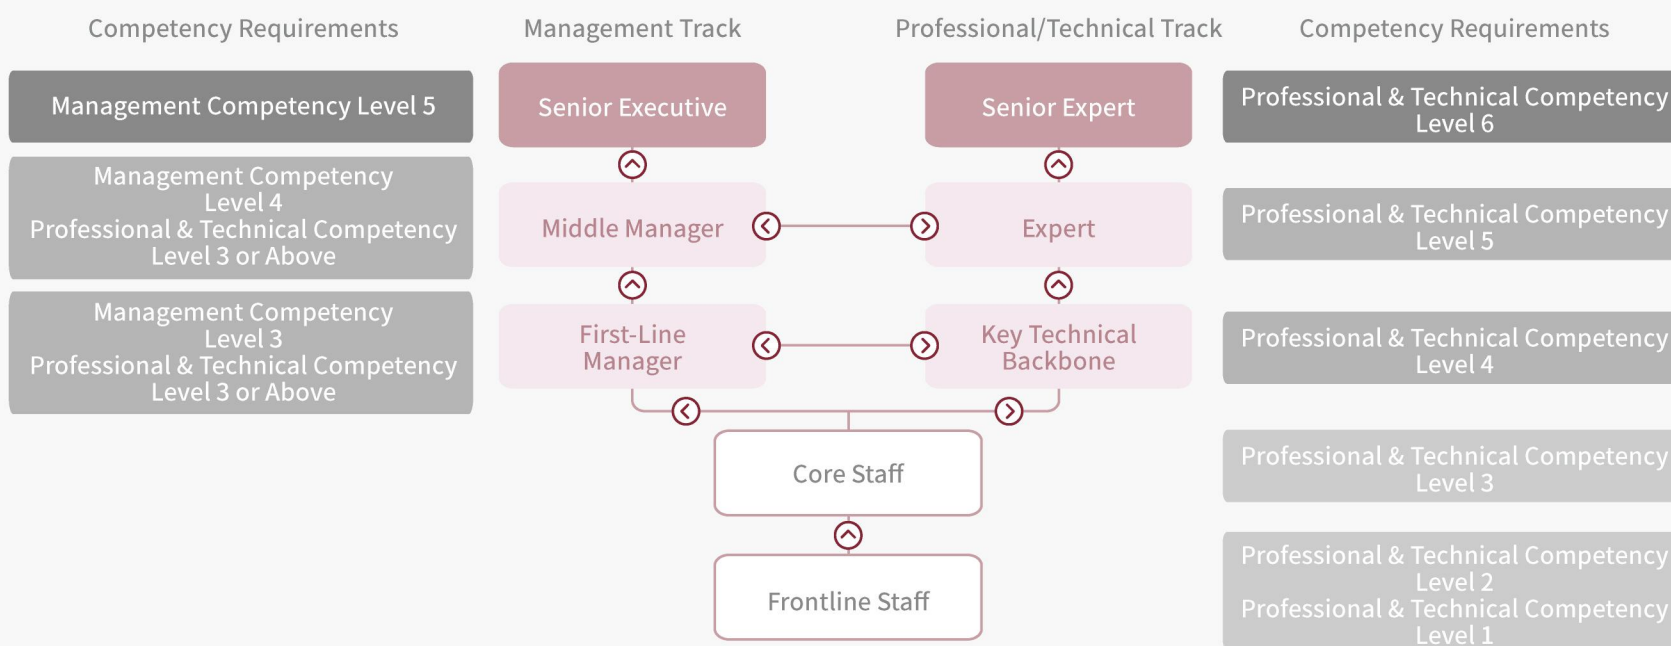 Competency Requirements
Management Track
Professional/Technical Track
Competency Requirements
Management Competency Level 5
Senior Executive
Senior Expert
Professional & Technical Competency
Level 6
Management Competency
Level 4
Professional & Technical Competency
Level 3 or Above
Middle Manager
Expert
Professional & Technical Competency
Level 5
Management Competency
Level 3
Professional & Technical Competency
Level 3 or Above
First-Line
Manager
Key Technical
Backbone
Professional & Technical Competency
Level 4
Core Staff
Professional & Technical Competency
Level 3
Frontline Staff
Professional & Technical Competency
Level 2
Professional & Technical Competency
Level 1